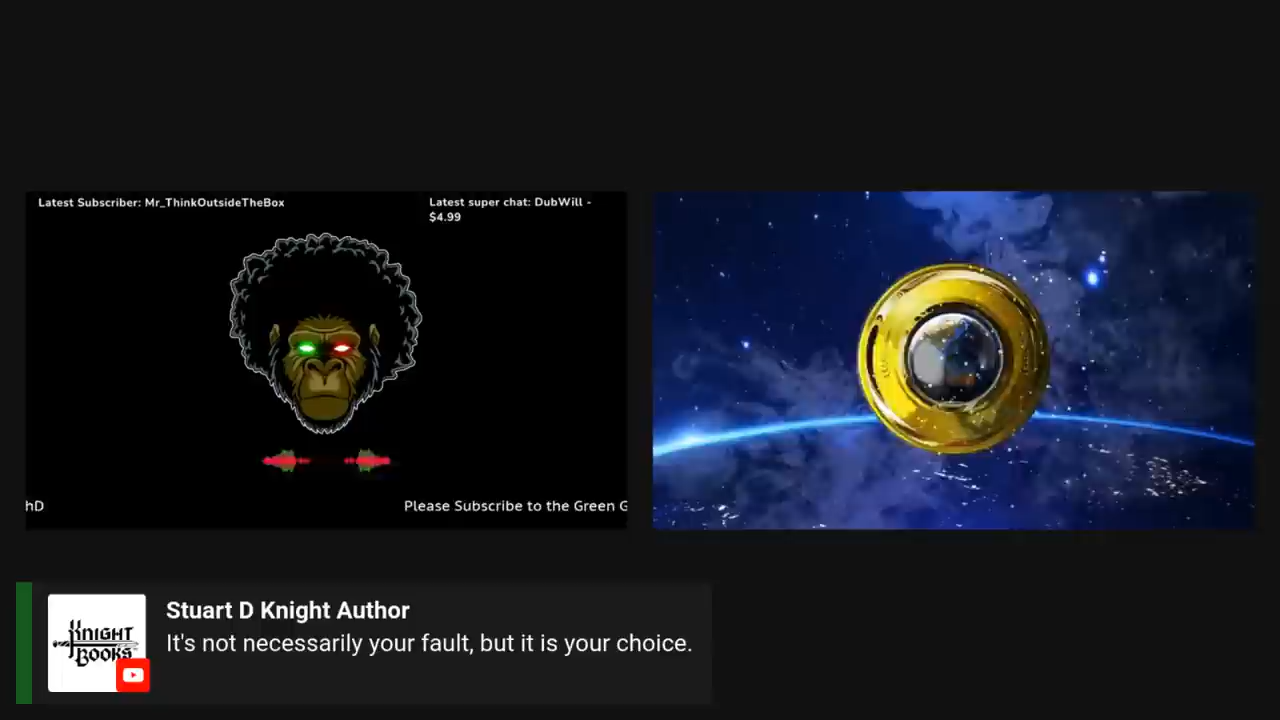 Latest Subscriber: Mr_ThinkOutsideTheBox
Latest super chat: DubWill -
$4.99
hD
Please Subscribe to the Green G
Stuart D Knight Author
It's not necessarily your fault, but it is your choice.
KNIGHT
BOOKS